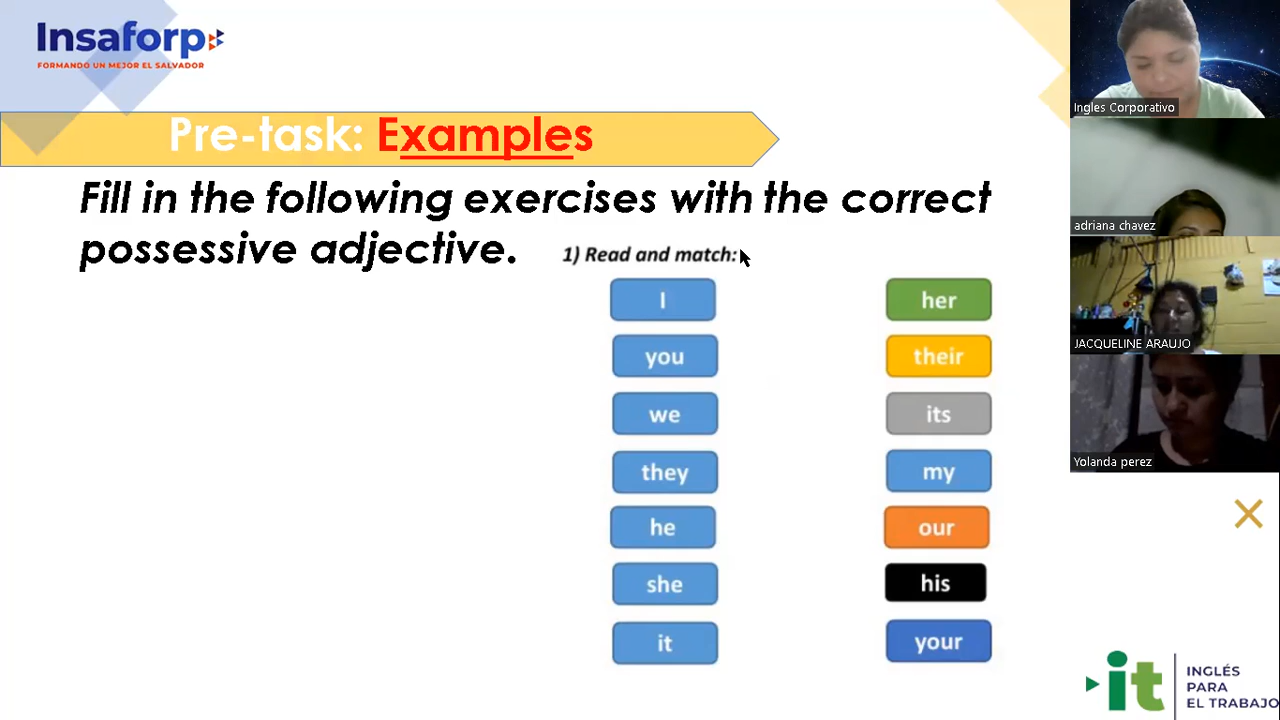 Insaforp
FORMANDO UN MEJOR EL SALVADOR
Pre-task: Examples
Fill in the following exercises with the correct
possessive adjective.
1) Read and match:
I
her
you
their
we
its
they
my
he
our
she
his
it
your
Ingles Corporativo
adriana chavez
JACQUELINE ARAUJO
Yolanda perez
it
INGLÉS
PARA
EL TRABAJO